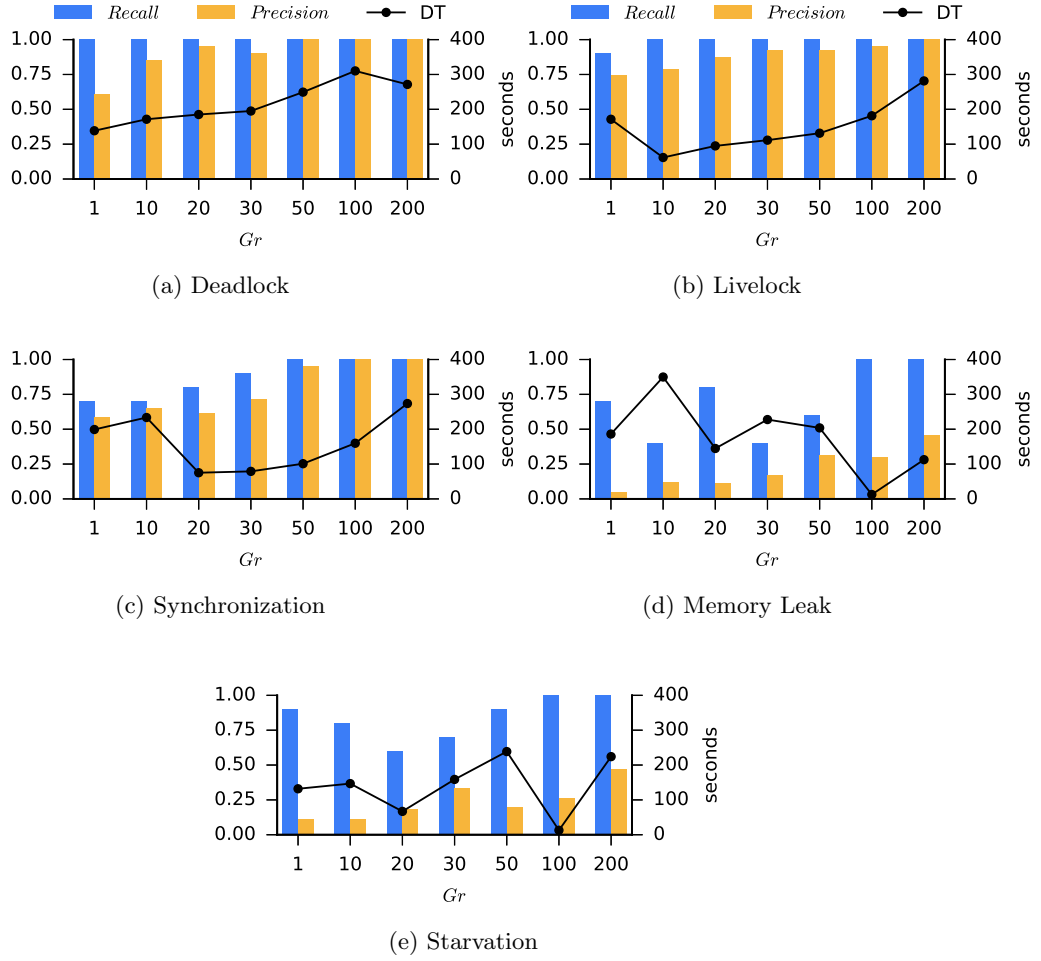 Recall Precision DT
1.00 0.75 0.50 0.25 0.00
400 300 200 100 0
seconds
1 10 20 30 50 100 200
Gr
(a) Deadlock
Recall Precision DT
1.00 0.75 0.50 0.25 0.00
400 300 200 100 0
seconds
1 10 20 30 50 100 200
Gr
(b) Livelock
1.00 0.75 0.50 0.25 0.00
400 300 200 100 0
seconds
1 10 20 30 50 100 200
Gr
(c) Synchronization
1.00 0.75 0.50 0.25 0.00
400 300 200 100 0
seconds
1 10 20 30 50 100 200
Gr
(d) Memory Leak
1.00 0.75 0.50 0.25 0.00
400 300 200 100 0
seconds
1 10 20 30 50 100 200
Gr
(e) Starvation